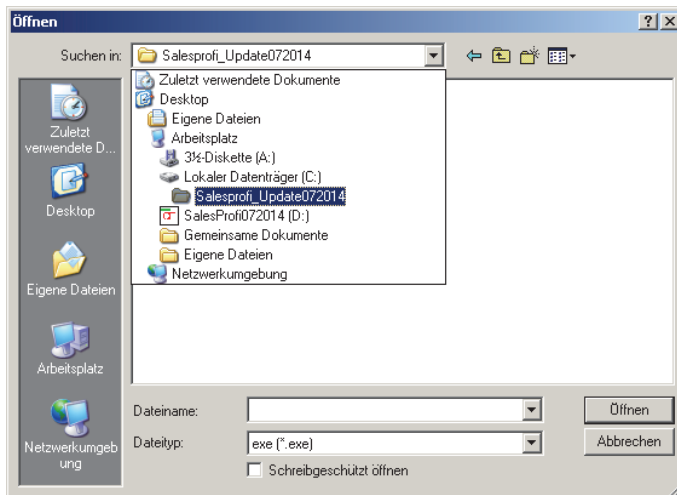 Öffnen
Suchen in:
Salesprofi_Update072014
Zuletzt verwendete Dokumente
Desktop
Eigene Dateien
Arbeitsplatz
3½-Diskette (A:)
Lokaler Datenträger (C:)
Salesprofi_Update072014
SalesProfi072014 (D:)
Gemeinsame Dokumente
Eigene Dateien
Netzwerkumgebung
Zuletzt
verwendete D...
Desktop
Eigene Dateien
Arbeitsplatz
Netzwerkumgeb
ung
Dateiname:
Öffnen
Dateityp:
exe (*.exe)
Abbrechen
Schreibgeschützt öffnen